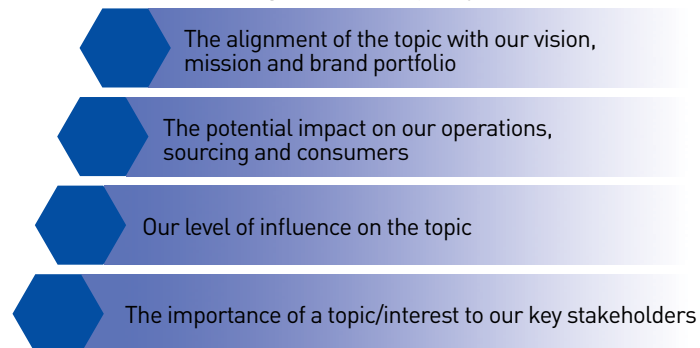 The alignment of the topic with our vision,
mission and brand portfolio
The potential impact on our operations,
sourcing and consumers
Our level of influence on the topic
The importance of a topic/interest to our key stakeholders